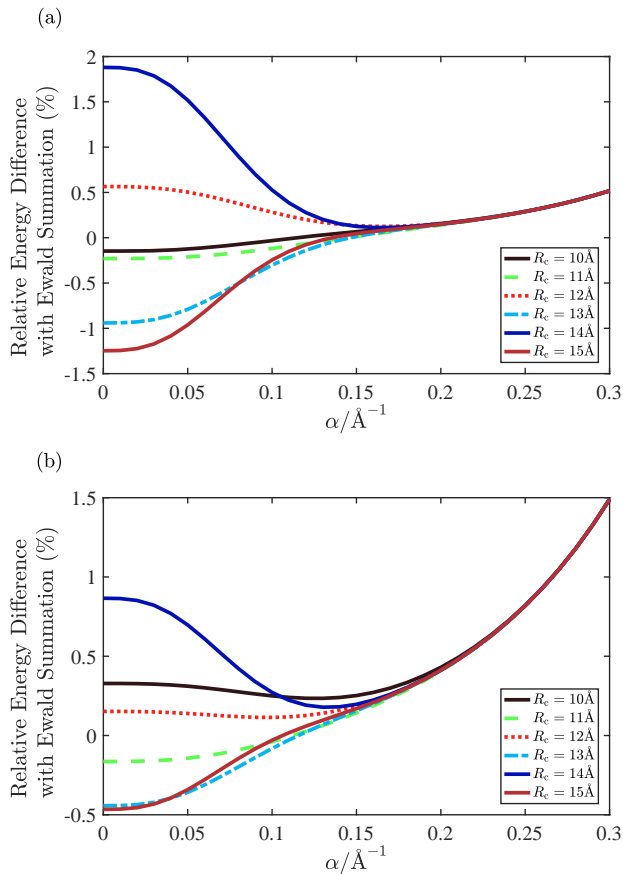 (a)
Relative Energy Difference
with Ewald Summation (%)
2
1.5
1
0.5
0
-0.5
-1
-1.5
0
0.05
0.1
0.15
0.2
0.25
0.3
α/Å⁻¹
R_c = 10Å
R_c = 11Å
R_c = 12Å
R_c = 13Å
R_c = 14Å
R_c = 15Å
(b)
Relative Energy Difference
with Ewald Summation (%)
1.5
1
0.5
0
-0.5
0
0.05
0.1
0.15
0.2
0.25
0.3
α/Å⁻¹
R_c = 10Å
R_c = 11Å
R_c = 12Å
R_c = 13Å
R_c = 14Å
R_c = 15Å